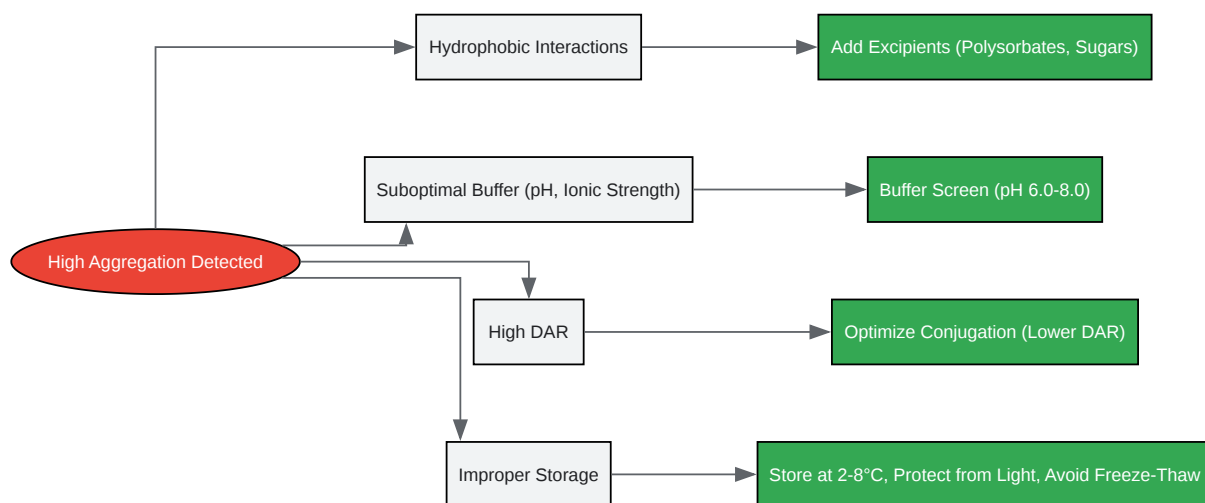 Hydrophobic Interactions
Add Excipients (Polysorbates, Sugars)
Suboptimal Buffer (pH, Ionic Strength)
Buffer Screen (pH 6.0-8.0)
High Aggregation Detected
High DAR
Optimize Conjugation (Lower DAR)
Improper Storage
Store at 2-8°C, Protect from Light, Avoid Freeze-Thaw